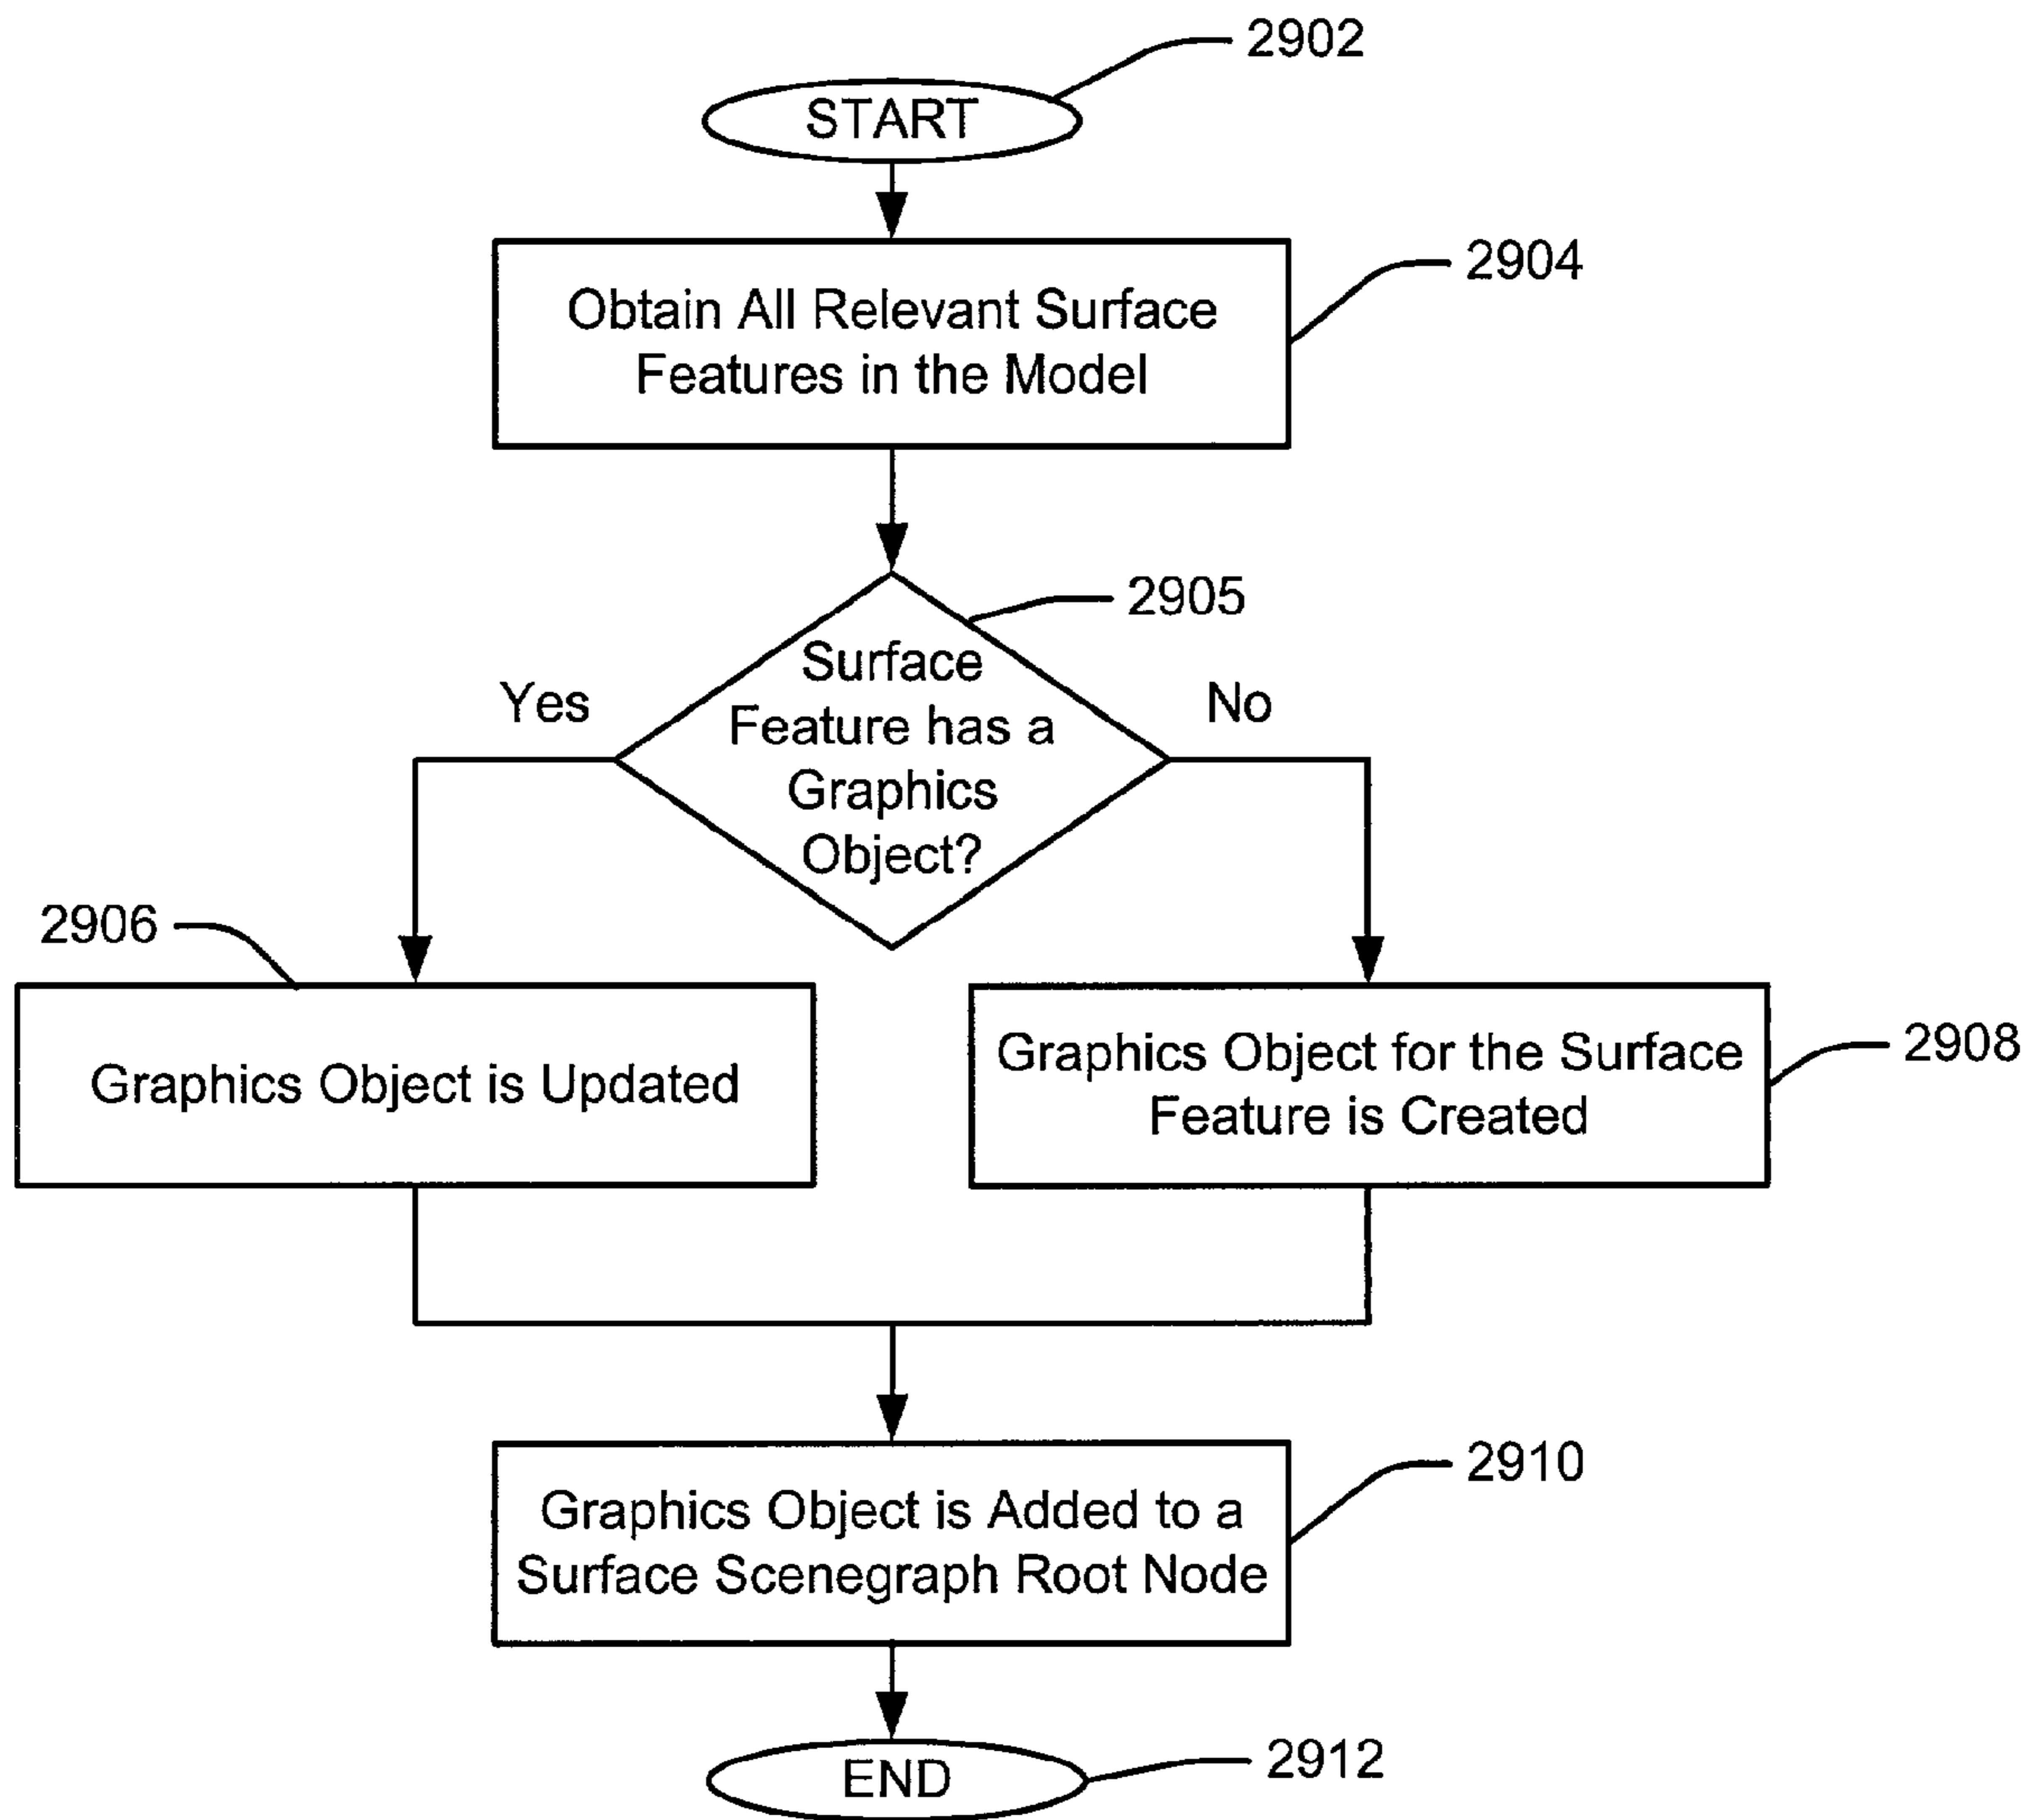 2902
START
2904
Obtain All Relevant Surface
Features in the Model
2905
Surface
Feature has a
Graphics
Object?
Yes
No
2906
Graphics Object is Updated
2908
Graphics Object for the Surface
Feature is Created
2910
Graphics Object is Added to a
Surface Scenegraph Root Node
END
2912